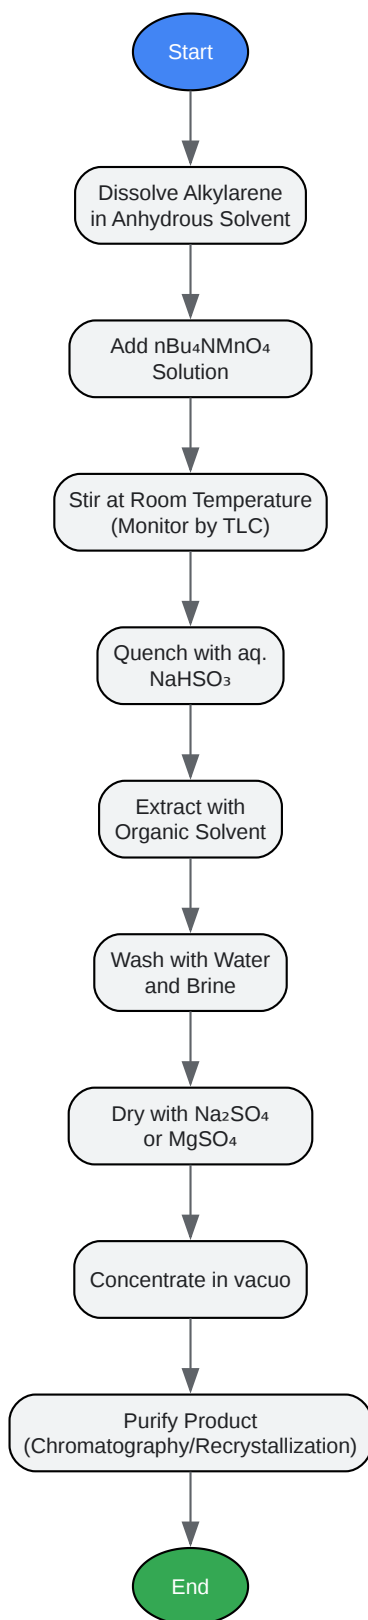 Start
Dissolve Alkylarene
in Anhydrous Solvent
Add nBu₄NMnO₄
Solution
Stir at Room Temperature
(Monitor by TLC)
Quench with aq.
NaHSO₃
Extract with
Organic Solvent
Wash with Water
and Brine
Dry with Na₂SO₄
or MgSO₄
Concentrate in vacuo
Purify Product
(Chromatography/Recrystallization)
End